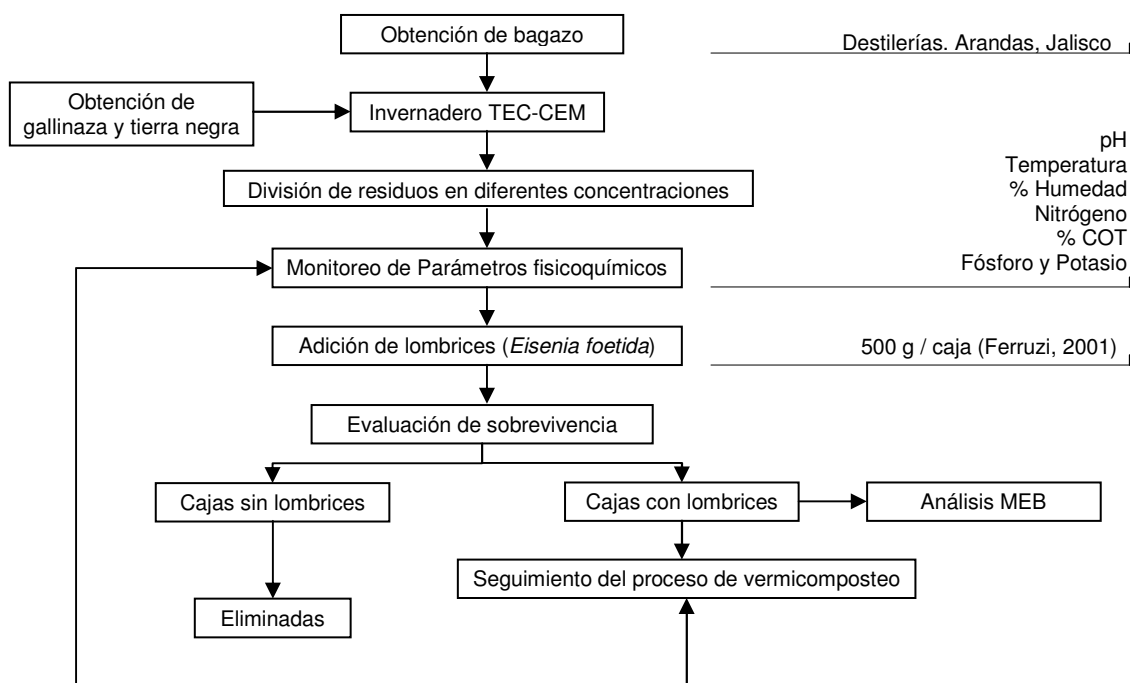 Obtención de bagazo
Destilerías. Arandas, Jalisco
Obtención de
gallinaza y tierra negra
Invernadero TEC-CEM
División de residuos en diferentes concentraciones
pH
Temperatura
% Humedad
Nitrógeno
% COT
Fósforo y Potasio
Monitoreo de Parámetros fisicoquímicos
Adición de lombrices (Eisenia foetida)
500 g / caja (Ferruzi, 2001)
Evaluación de sobrevivencia
Cajas sin lombrices
Cajas con lombrices
Análisis MEB
Seguimiento del proceso de vermicomposteo
Eliminadas